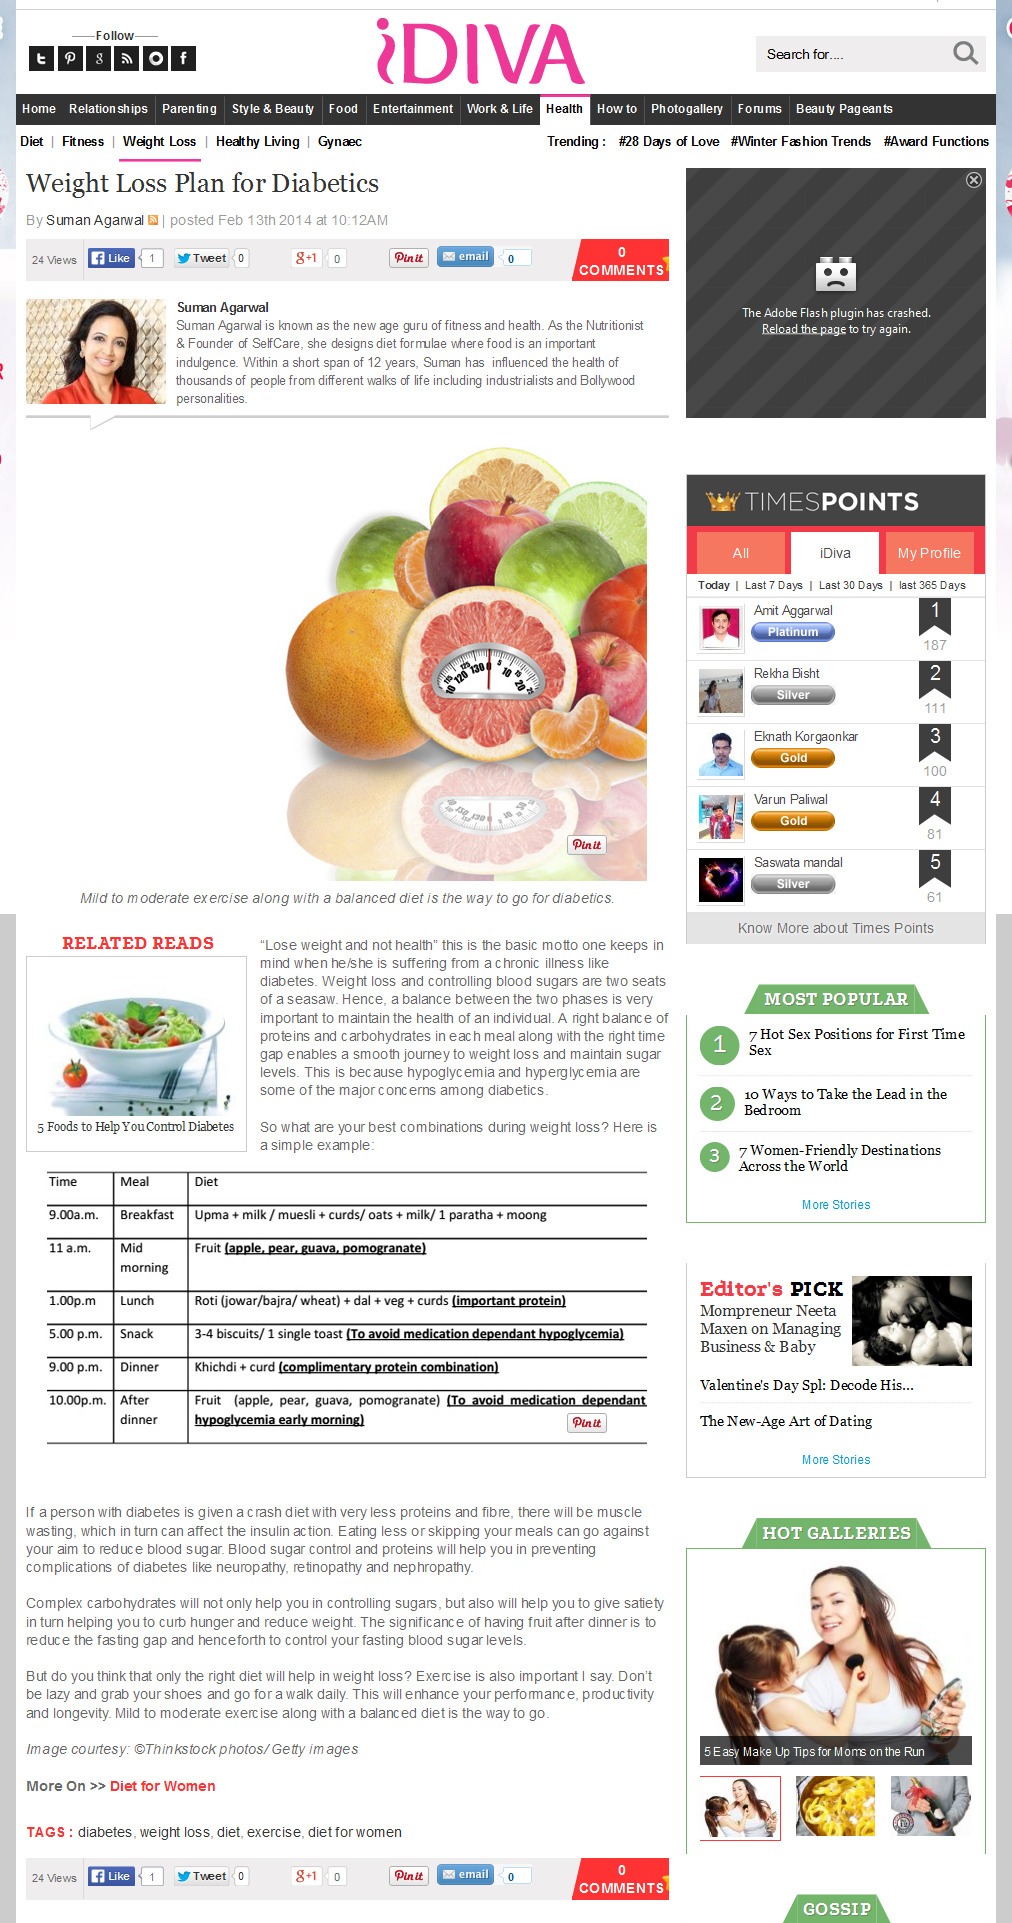 Follow
iDIVA
Search for....
Home Relationships Parenting Style & Beauty Food Entertainment Work & Life Health How to Photogallery Forums Beauty Pageants
Diet | Fitness | Weight Loss | Healthy Living | Gynaec
Trending : #28 Days of Love #Winter Fashion Trends #Award Functions
Weight Loss Plan for Diabetics
By Suman Agarwal | posted Feb 13th 2014 at 10:12AM
24 Views Like 1 Tweet 0 g+1 0 Pin it email 0
0
COMMENTS
Suman Agarwal
Suman Agarwal is known as the new age guru of fitness and health. As the Nutritionist
& Founder of SelfCare, she designs diet formulae where food is an important
indulgence. Within a short span of 12 years, Suman has influenced the health of
thousands of people from different walks of life including industrialists and Bollywood
personalities.
Pin it
Mild to moderate exercise along with a balanced diet is the way to go for diabetics.
RELATED READS
5 Foods to Help You Control Diabetes
“Lose weight and not health” this is the basic motto one keeps in
mind when he/she is suffering from a chronic illness like
diabetes. Weight loss and controlling blood sugars are two seats
of a seasaw. Hence, a balance between the two phases is very
important to maintain the health of an individual. A right balance of
proteins and carbohydrates in each meal along with the right time
gap enables a smooth journey to weight loss and maintain sugar
levels. This is because hypoglycemia and hyperglycemia are
some of the major concerns among diabetics.
So what are your best combinations during weight loss? Here is
a simple example:
Time Meal Diet
9.00a.m. Breakfast Upma + milk / muesli + curds/ oats + milk/ 1 paratha + moong
11 a.m. Mid morning Fruit (apple, pear, guava, pomogranate)
1.00p.m Lunch Roti (jowar/bajra/ wheat) + dal + veg + curds (important protein)
5.00 p.m. Snack 3-4 biscuits/ 1 single toast (To avoid medication dependant hypoglycemia)
9.00 p.m. Dinner Khichdi + curd (complimentary protein combination)
10.00p.m. After dinner Fruit (apple, pear, guava, pomogranate) (To avoid medication dependant
hypoglycemia early morning)
Pin it
If a person with diabetes is given a crash diet with very less proteins and fibre, there will be muscle
wasting, which in turn can affect the insulin action. Eating less or skipping your meals can go against
your aim to reduce blood sugar. Blood sugar control and proteins will help you in preventing
complications of diabetes like neuropathy, retinopathy and nephropathy.
Complex carbohydrates will not only help you in controlling sugars, but also will help you to give satiety
in turn helping you to curb hunger and reduce weight. The significance of having fruit after dinner is to
reduce the fasting gap and henceforth to control your fasting blood sugar levels.
But do you think that only the right diet will help in weight loss? Exercise is also important I say. Don’t
be lazy and grab your shoes and go for a walk daily. This will enhance your performance, productivity
and longevity. Mild to moderate exercise along with a balanced diet is the way to go.
Image courtesy: ©Thinkstock photos/ Getty images
More On >> Diet for Women
TAGS : diabetes, weight loss, diet, exercise, diet for women
24 Views Like 1 Tweet 0 g+1 0 Pin it email 0
0
COMMENTS
The Adobe Flash plugin has crashed.
Reload the page to try again.
TIMESPOINTS
All iDiva My Profile
Today | Last 7 Days | Last 30 Days | last 365 Days
Amit Aggarwal 1
Platinum 187
Rekha Bisht 2
Silver 111
Eknath Korgaonkar 3
Gold 100
Varun Paliwal 4
Gold 81
Saswata mandal 5
Silver 61
Know More about Times Points
MOST POPULAR
1 7 Hot Sex Positions for First Time
Sex
2 10 Ways to Take the Lead in the
Bedroom
3 7 Women-Friendly Destinations
Across the World
More Stories
Editor's PICK
Mompreneur Neeta
Maxen on Managing
Business & Baby
Valentine's Day Spl: Decode His...
The New-Age Art of Dating
More Stories
HOT GALLERIES
5 Easy Make Up Tips for Moms on the Run
GOSSIP